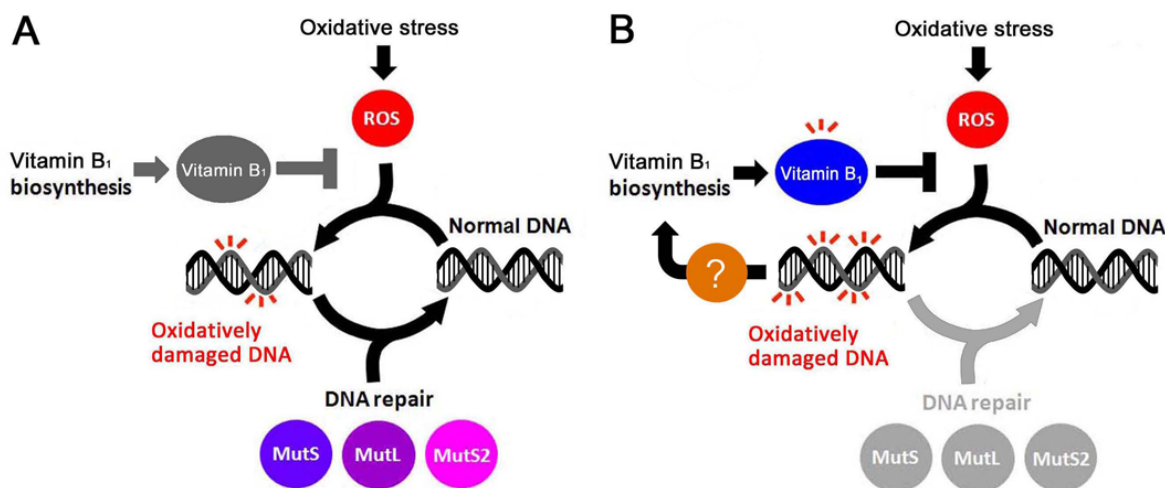 A
Oxidative stress
ROS
Vitamin B₁
biosynthesis
Vitamin B₁
Normal DNA
Oxidatively
damaged DNA
DNA repair
MutS
MutL
MutS2
B
Oxidative stress
ROS
Vitamin B₁
biosynthesis
Vitamin B₁
Normal DNA
?
Oxidatively
damaged DNA
DNA repair
MutS
MutL
MutS2